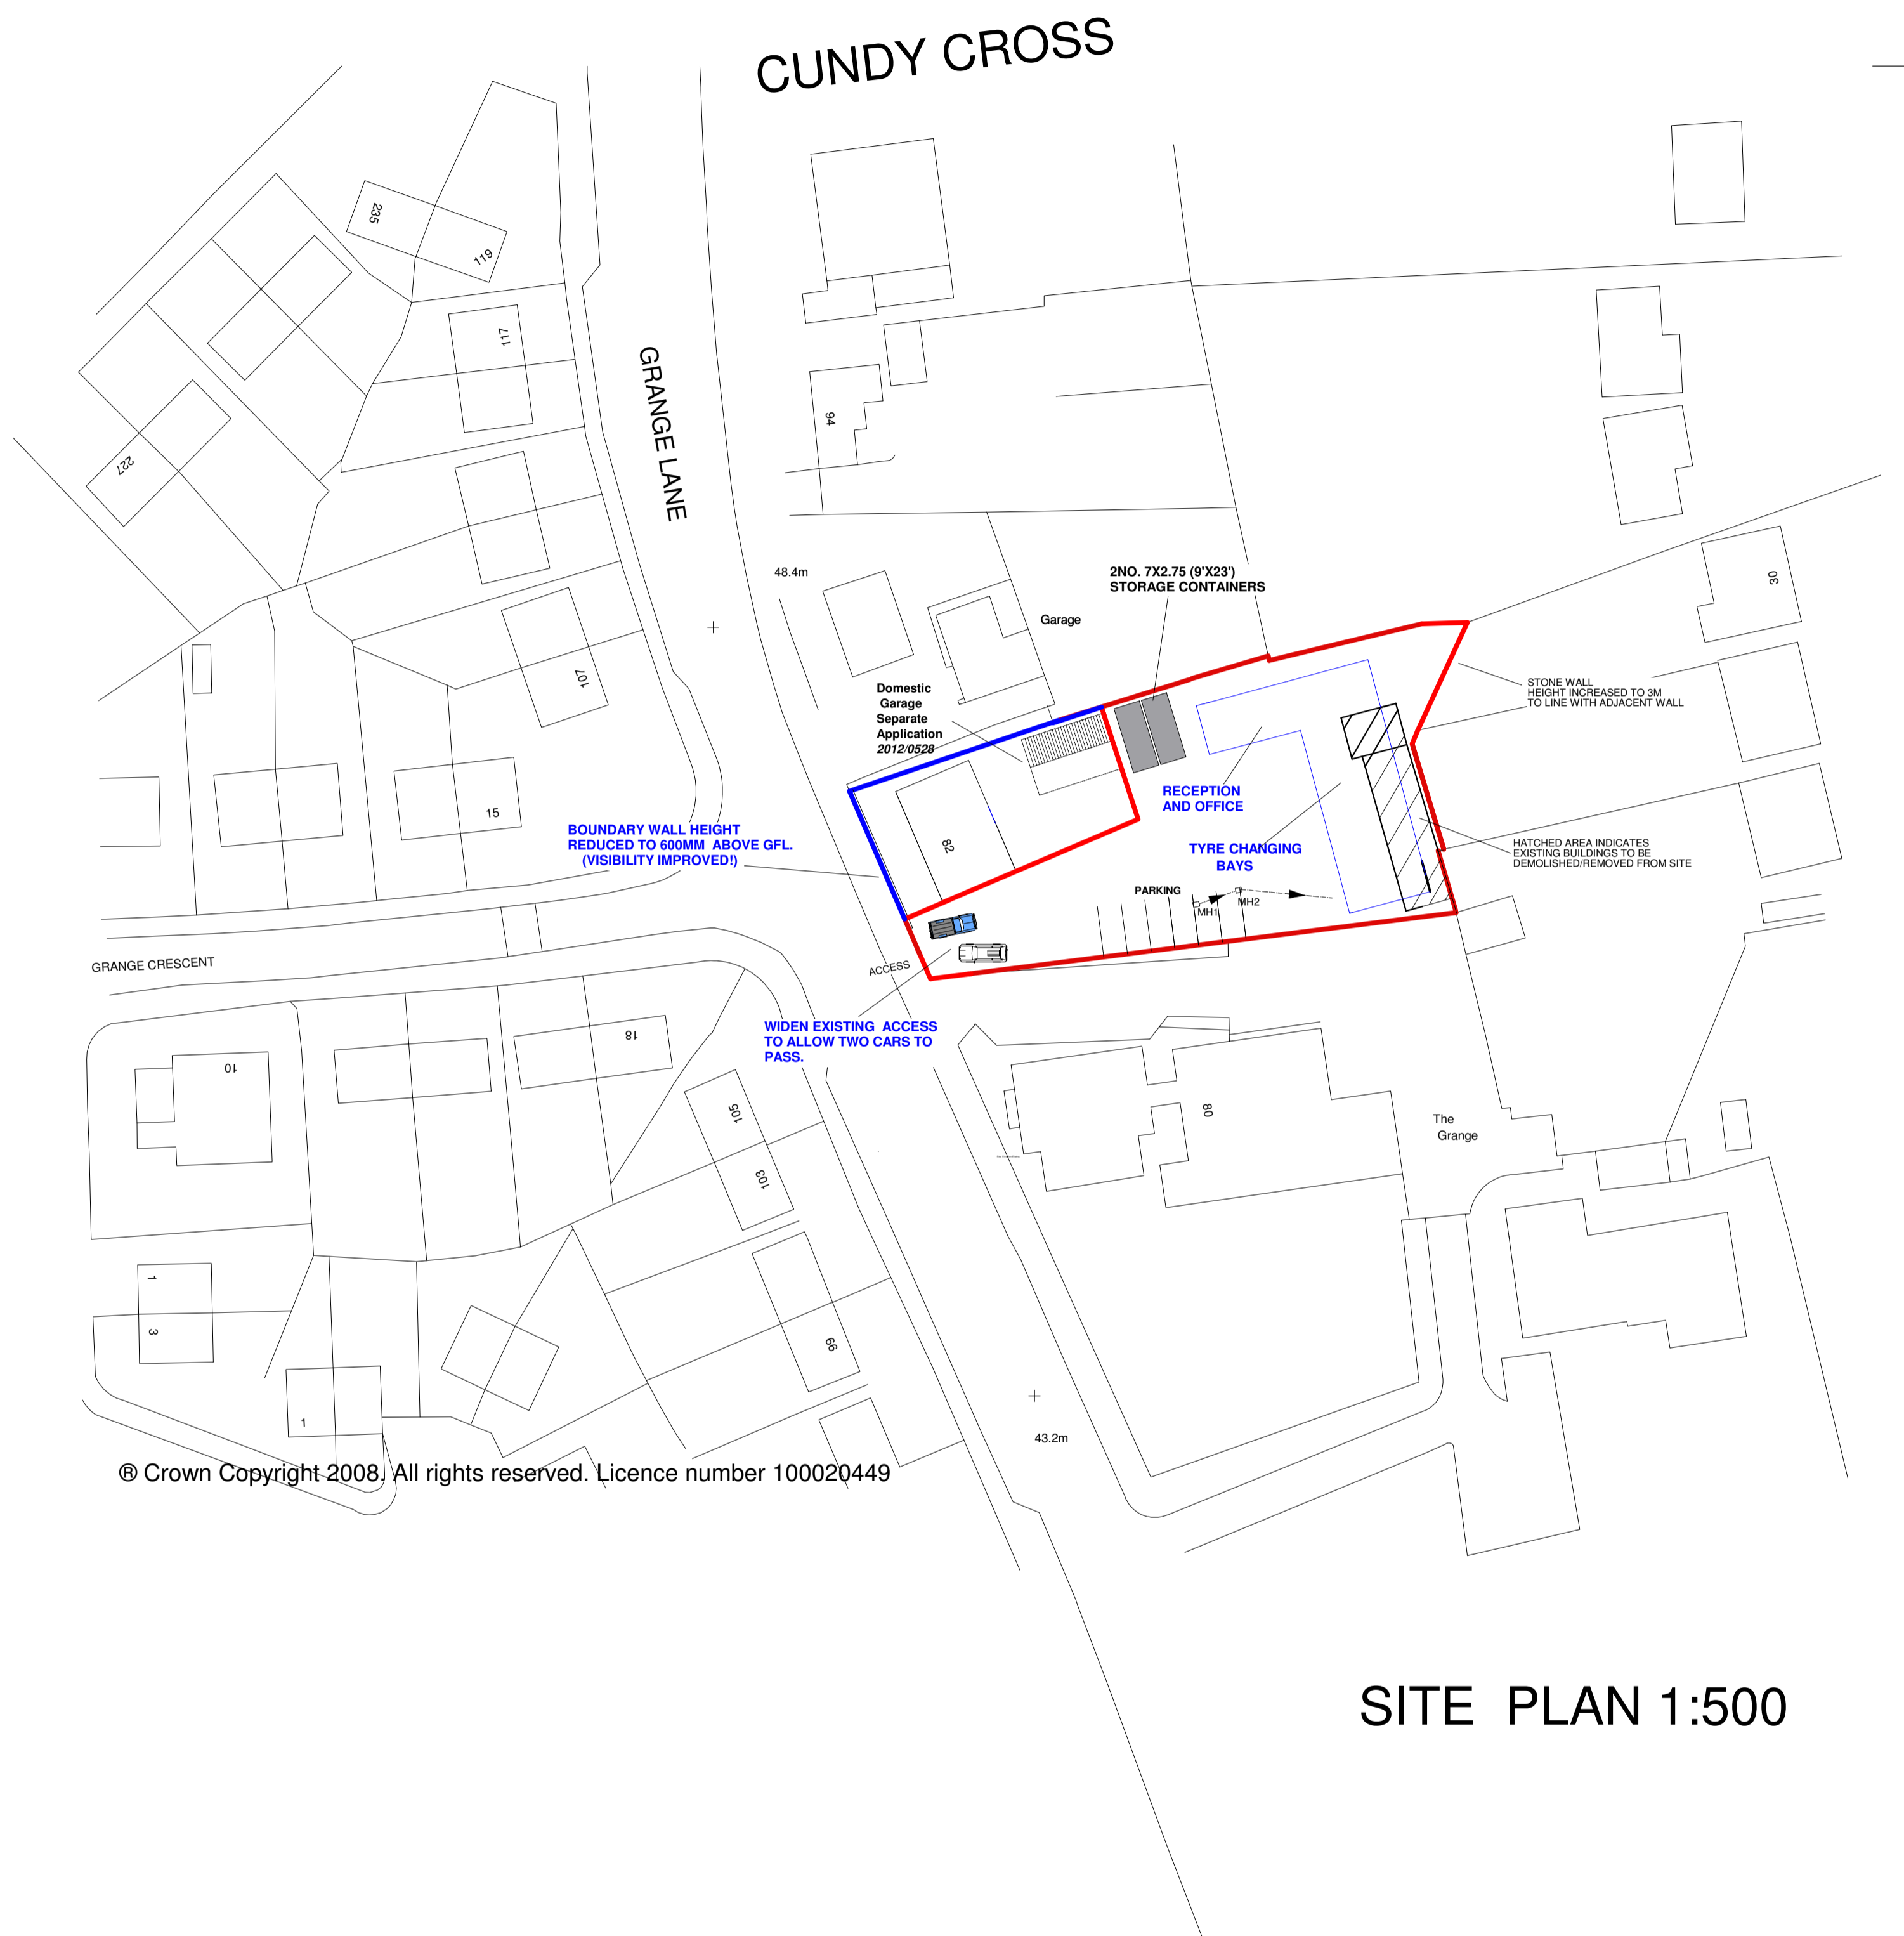 CUNDY CROSS
235
119
117
227
GRANGE LANE
94
48.4m
107
15
2NO. 7X2.75 (9'X23')
STORAGE CONTAINERS
Garage
30
Domestic
Garage
Separate
Application
2012/0528
STONE WALL
HEIGHT INCREASED TO 3M
TO LINE WITH ADJACENT WALL
RECEPTION
AND OFFICE
BOUNDARY WALL HEIGHT
REDUCED TO 600MM ABOVE GFL.
(VISIBILITY IMPROVED!)
82
TYRE CHANGING
BAYS
HATCHED AREA INDICATES
EXISTING BUILDINGS TO BE
DEMOLISHED/REMOVED FROM SITE
PARKING
MH1
MH2
GRANGE CRESCENT
ACCESS
WIDEN EXISTING ACCESS
TO ALLOW TWO CARS TO
PASS.
18
10
105
103
80
The
Grange
1
3
99
1
43.2m
® Crown Copyright 2008. All rights reserved. Licence number 100020449
SITE PLAN 1:500